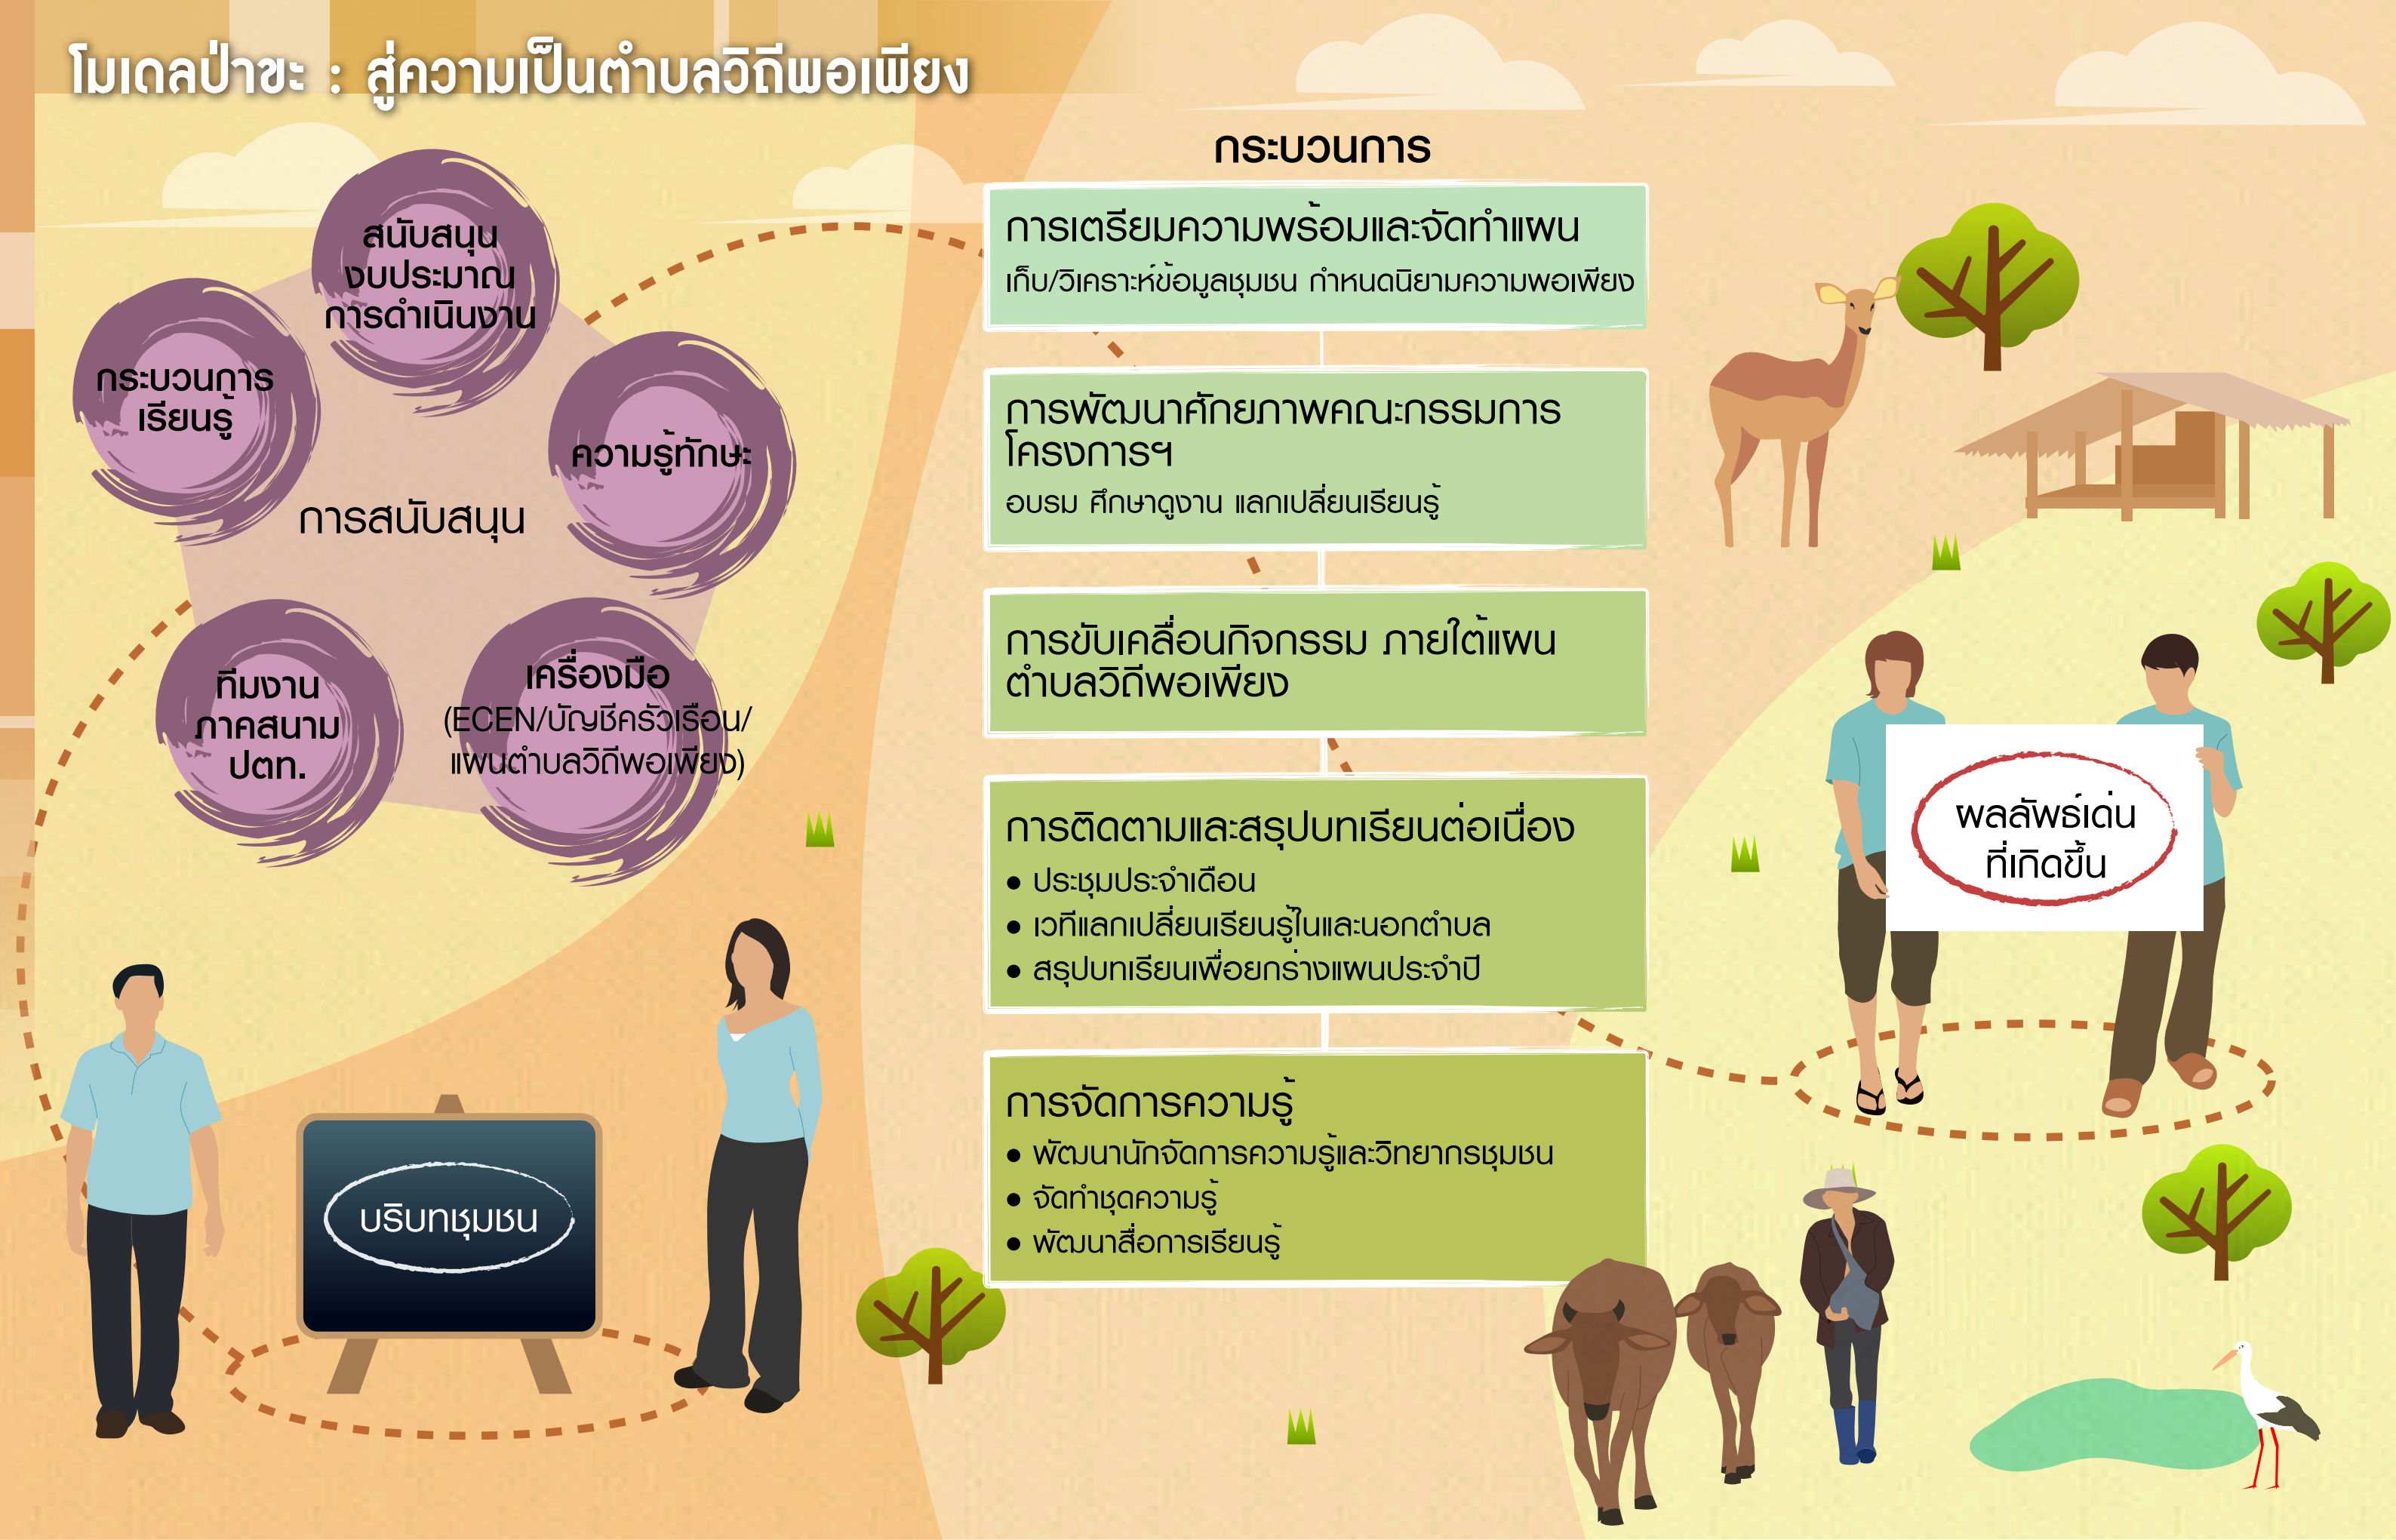 โมเดลป่าขะ : สู่ความเป็นตำบลวิถีพอเพียง
สนับสนุน
งบประมาณ
การดำเนินงาน
กระบวนการ
เรียนรู้
ความรู้ทักษะ
การสนับสนุน
ทีมงาน
ภาคสนาม
ปตท.
เครื่องมือ
(ECEN/บัญชีครัวเรือน/
แผนตำบลวิถีพอเพียง)
บริบทชุมชน
กระบวนการ
การเตรียมความพร้อมและจัดทำแผน
เก็บ/วิเคราะห์ข้อมูลชุมชน กำหนดนิยามความพอเพียง
การพัฒนาศักยภาพคณะกรรมการ
โครงการฯ
อบรม ศึกษาดูงาน แลกเปลี่ยนเรียนรู้
การขับเคลื่อนกิจกรรม ภายใต้แผน
ตำบลวิถีพอเพียง
การติดตามและสรุปบทเรียนต่อเนื่อง
● ประชุมประจำเดือน
● เวทีแลกเปลี่ยนเรียนรู้ในและนอกตำบล
● สรุปบทเรียนเพื่อยกร่างแผนประจำปี
การจัดการความรู้
● พัฒนานักจัดการความรู้และวิทยากรชุมชน
● จัดทำชุดความรู้
● พัฒนาสื่อการเรียนรู้
ผลลัพธ์เด่น
ที่เกิดขึ้น